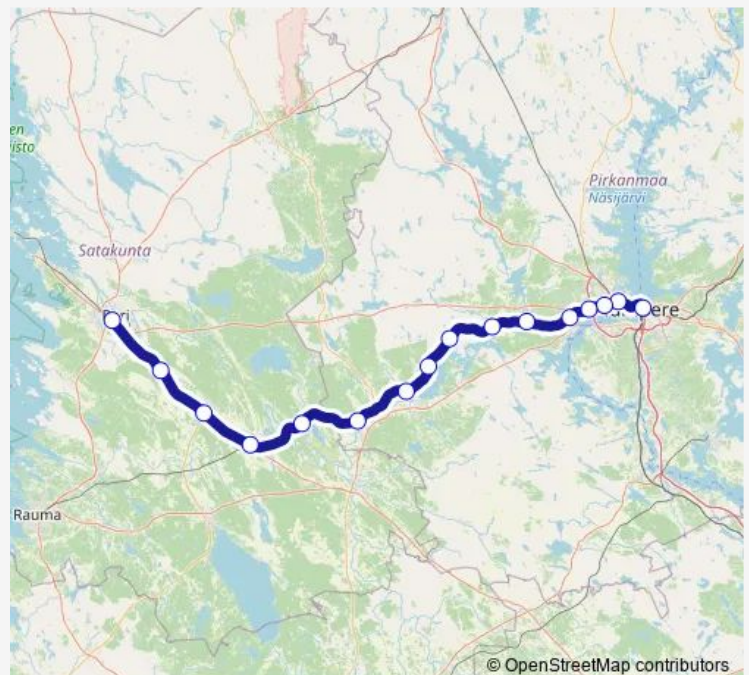 Pirkanmaa
Näsijärvi
Satakunta
Rauma
© OpenStreetMap contributors